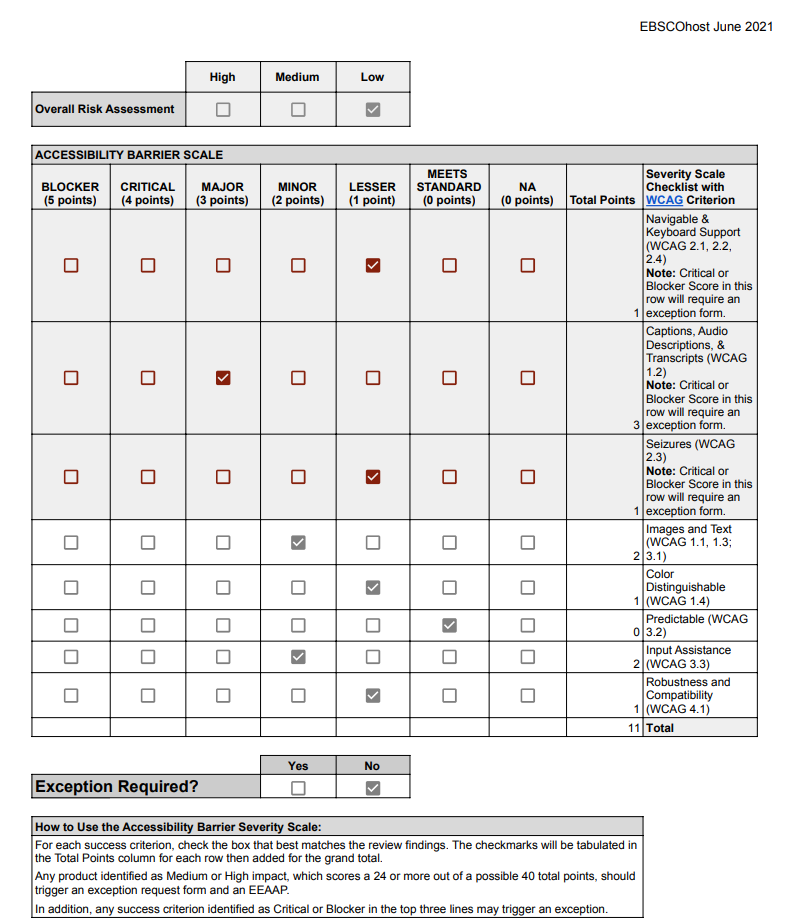 EBSCOhost June 2021
High Medium Low
Overall Risk Assessment
ACCESSIBILITY BARRIER SCALE
BLOCKER (5 points)
CRITICAL (4 points)
MAJOR (3 points)
MINOR (2 points)
LESSER (1 point)
MEETS STANDARD (0 points)
NA (0 points)
Total Points
Severity Scale
Checklist with
WCAG Criterion
Navigable &
Keyboard Support
(WCAG 2.1, 2.2,
2.4)
Note: Critical or
Blocker Score in this
row will require an
1 exception form.
Captions, Audio
Descriptions, &
Transcripts (WCAG
1.2)
Note: Critical or
Blocker Score in this
row will require an
3 exception form.
Seizures (WCAG
2.3)
Note: Critical or
Blocker Score in this
row will require an
1 exception form.
Images and Text
(WCAG 1.1, 1.3;
2 3.1)
Color
Distinguishable
1 (WCAG 1.4)
Predictable (WCAG
0 3.2)
Input Assistance
2 (WCAG 3.3)
Robustness and
Compatibility
1 (WCAG 4.1)
11 Total
Yes No
Exception Required?
How to Use the Accessibility Barrier Severity Scale:
For each success criterion, check the box that best matches the review findings. The checkmarks will be tabulated in
the Total Points column for each row then added for the grand total.
Any product identified as Medium or High impact, which scores a 24 or more out of a possible 40 total points, should
trigger an exception request form and an EEAAP.
In addition, any success criterion identified as Critical or Blocker in the top three lines may trigger an exception.